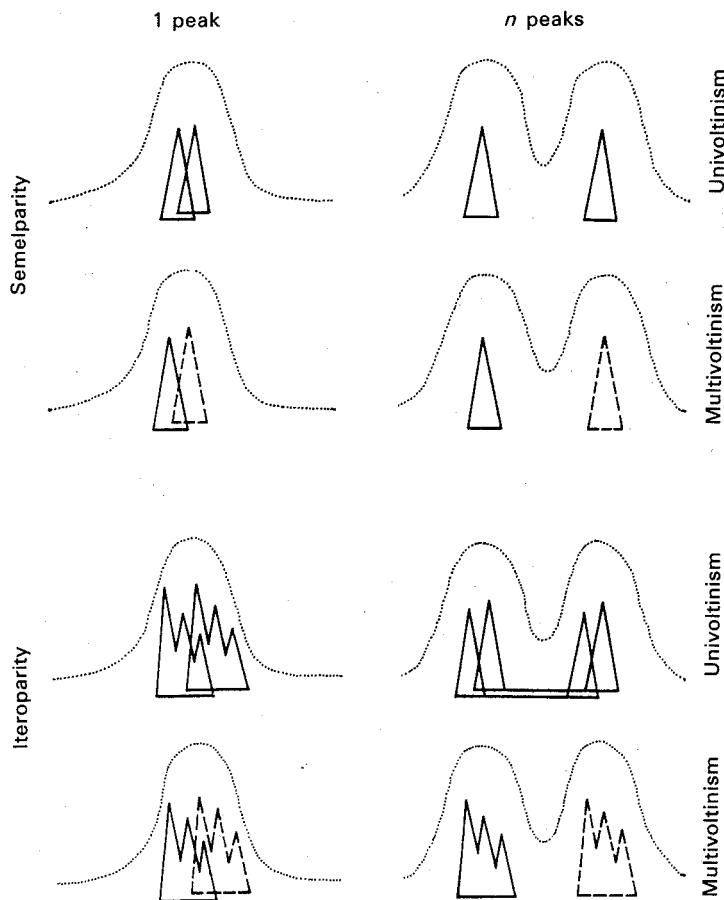 1 peak
n peaks
Semelparity
Univoltinism
Multivoltinism
Iteroparity
Univoltinism
Multivoltinism